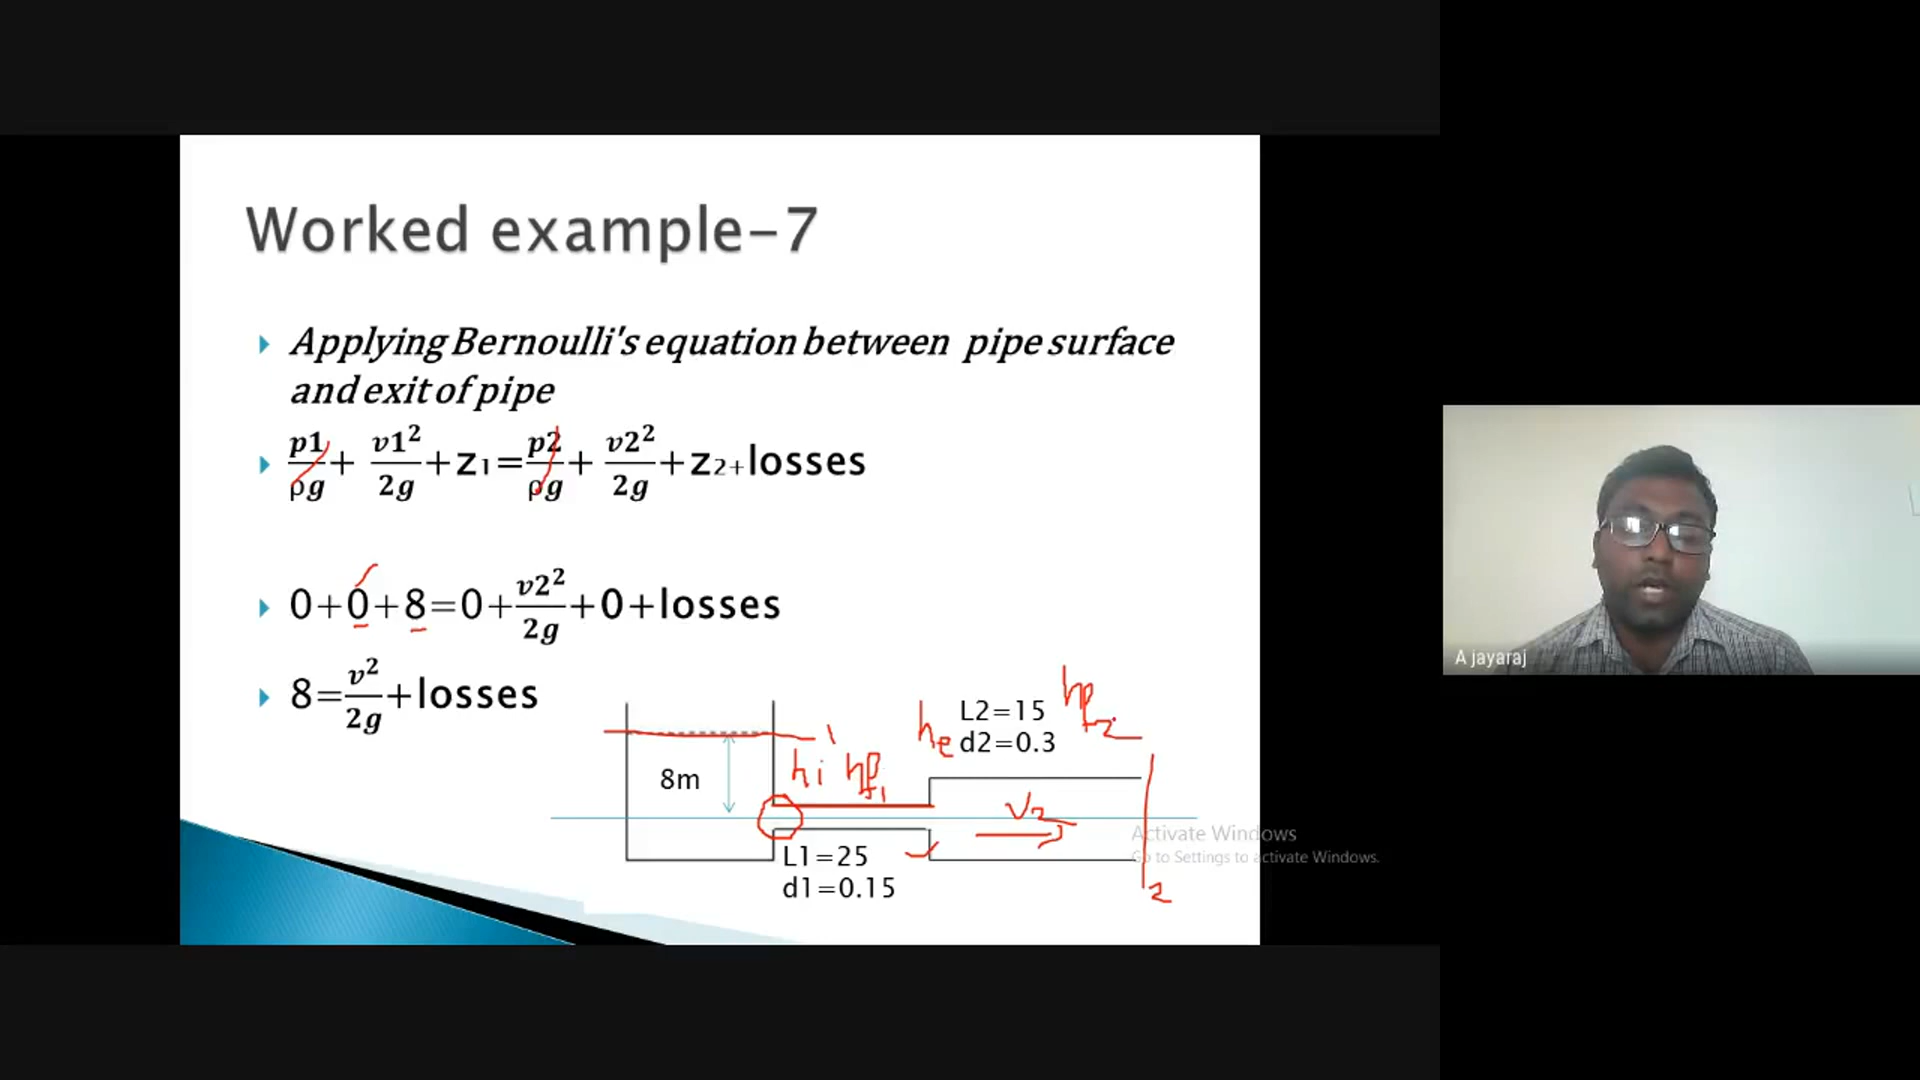 Worked example-7
Applying Bernoulli's equation between pipe surface
and exit of pipe
p1/ρg + v1²/2g + z₁ = p2/ρg + v2²/2g + z₂+losses
0+0+8=0+v2²/2g+0+losses
8=v²/2g+losses
L2=15
d2=0.3
8m
L1=25
d1=0.15
hi
hf1
he
hf2
V2
1
2
Activate Windows
Go to Settings to activate Windows.
A jayaraj